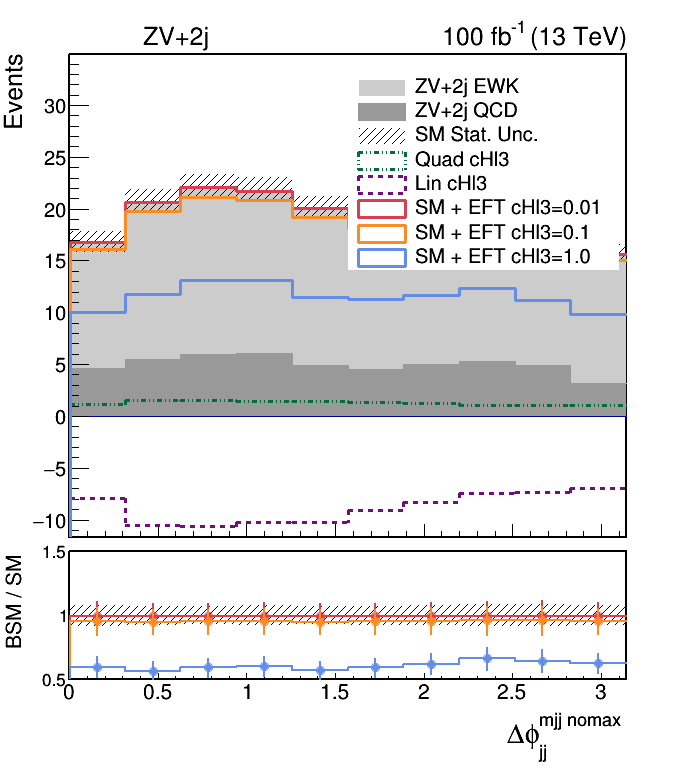 ZV+2j 100 fb-1 (13 TeV)
Events
ZV+2j EWK
ZV+2j QCD
SM Stat. Unc.
Quad cHl3
Lin cHl3
SM + EFT cHl3=0.01
SM + EFT cHl3=0.1
SM + EFT cHl3=1.0
30
25
20
15
10
5
0
−5
−10
BSM / SM
1.5
1
0.5
0 0.5 1 1.5 2 2.5 3
Δϕjj mjj nomax